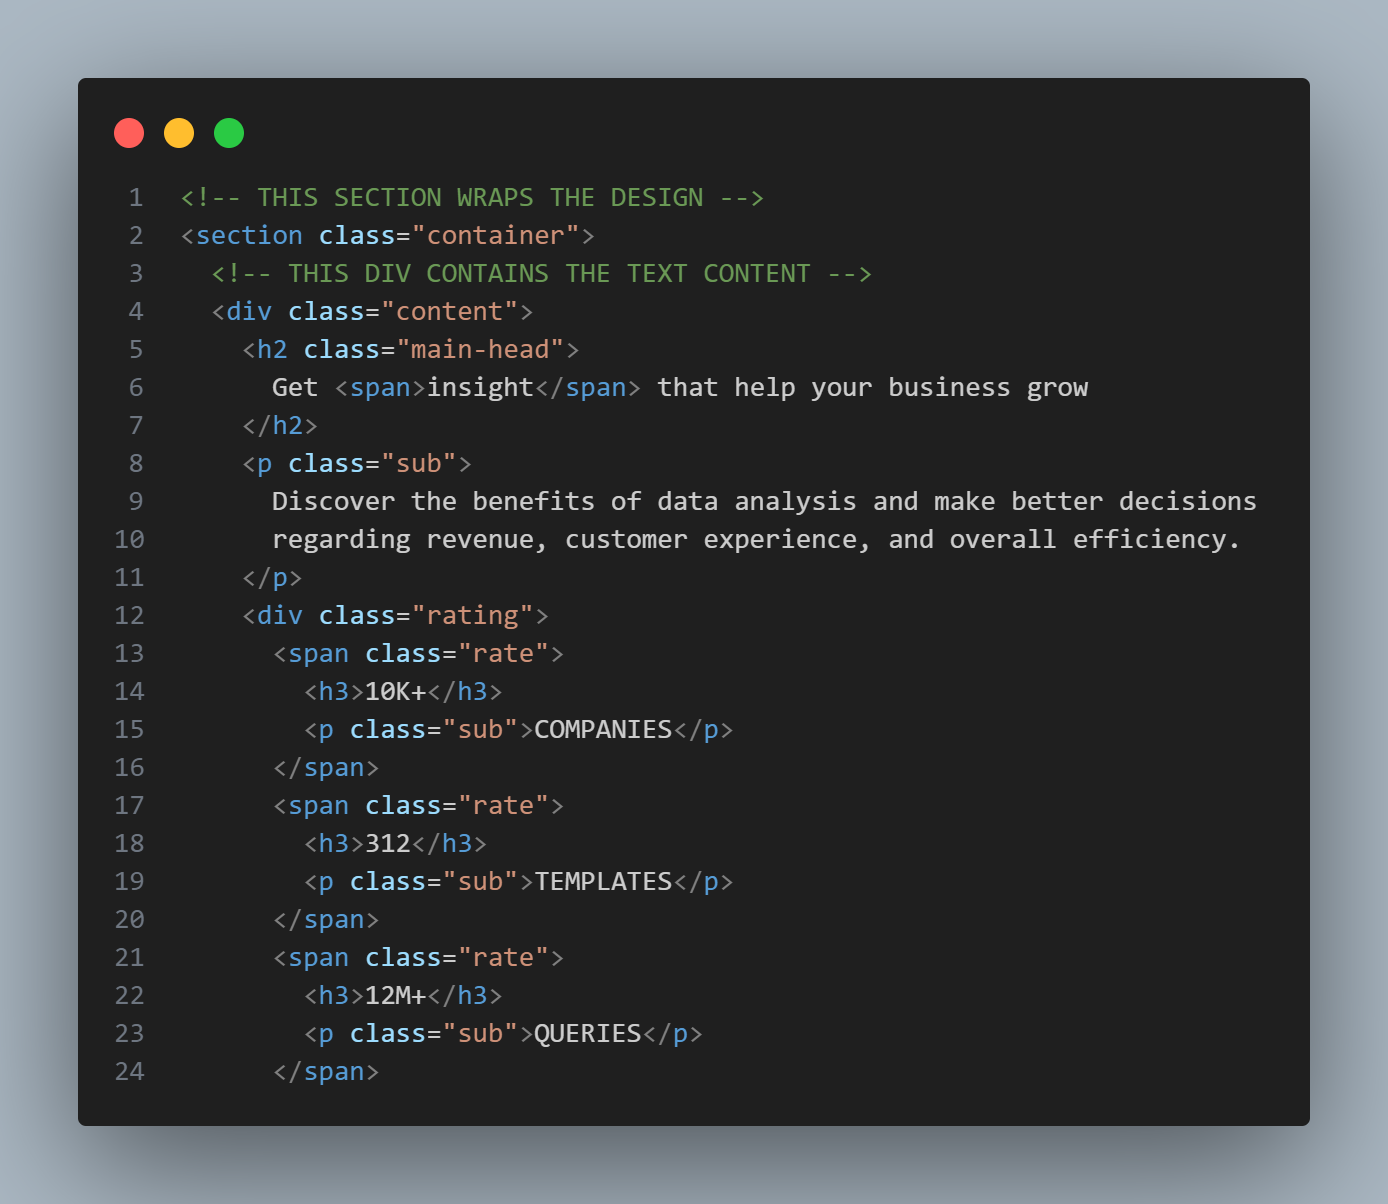 1 <!-- THIS SECTION WRAPS THE DESIGN -->
2 <section class="container">
3   <!-- THIS DIV CONTAINS THE TEXT CONTENT -->
4   <div class="content">
5     <h2 class="main-head">
6       Get <span>insight</span> that help your business grow
7     </h2>
8     <p class="sub">
9       Discover the benefits of data analysis and make better decisions
10       regarding revenue, customer experience, and overall efficiency.
11     </p>
12     <div class="rating">
13       <span class="rate">
14         <h3>10K+</h3>
15         <p class="sub">COMPANIES</p>
16       </span>
17       <span class="rate">
18         <h3>312</h3>
19         <p class="sub">TEMPLATES</p>
20       </span>
21       <span class="rate">
22         <h3>12M+</h3>
23         <p class="sub">QUERIES</p>
24       </span>